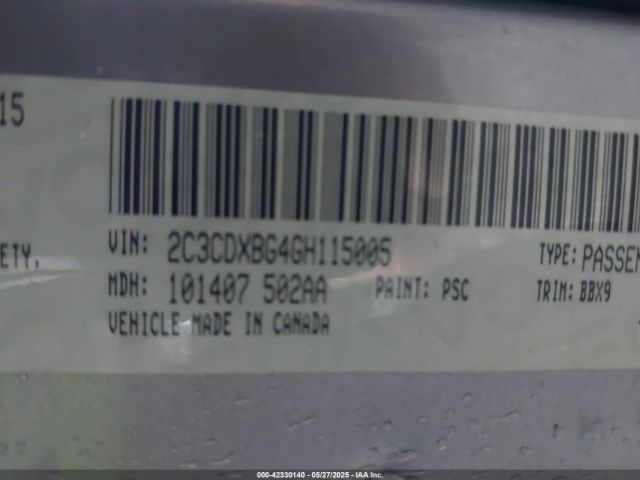 15
ETY,
VIN: 2C3CDXBG4GH115005 TYPE: PASSEN
MDH: 101407 502AA PAINT: PSC TRIM: BBX9
VEHICLE MADE IN CANADA
000-42330140 - 05/27/2025 - IAA Inc.